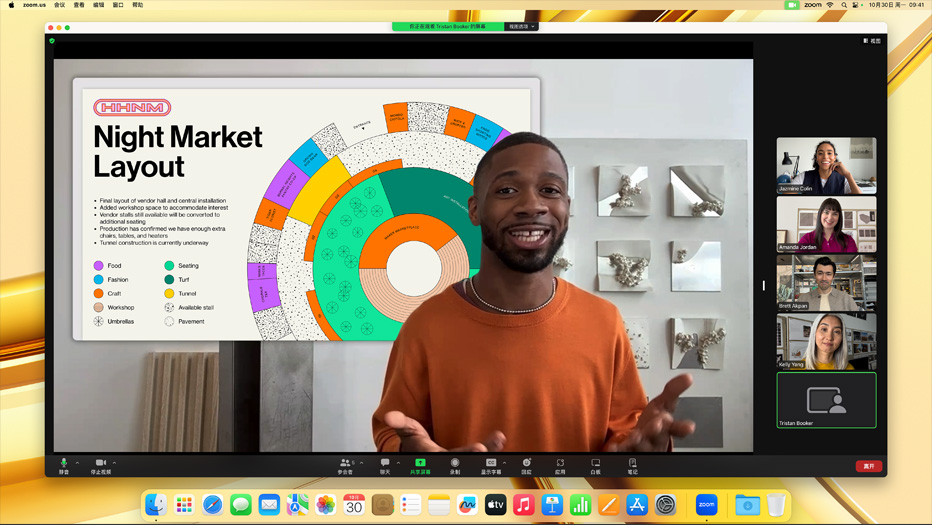 zoom.us 会议 查看 编辑 窗口 帮助
zoom 10月30日 周一 09:41
你正在观看 Tristan Booker 的屏幕 视图选项
视图
HHNM
Night Market
Layout
• Final layout of vendor hall and central installation
• Added workshop space to accommodate interest
• Vendor stalls still available will be converted to
additional seating
• Production has confirmed we have enough extra
chairs, tables, and heaters
• Tunnel construction is currently underway
Food Seating
Fashion Turf
Craft Tunnel
Workshop Available stall
Umbrellas Pavement
ENTRANCE
Jazmine Colin
Amanda Jordan
Brett Akpan
Kelly Yang
Tristan Booker
静音 停止视频 参会者 5 聊天 共享屏幕 录制 显示字幕 回应 应用 白板 笔记 离开
30
tv
zoom